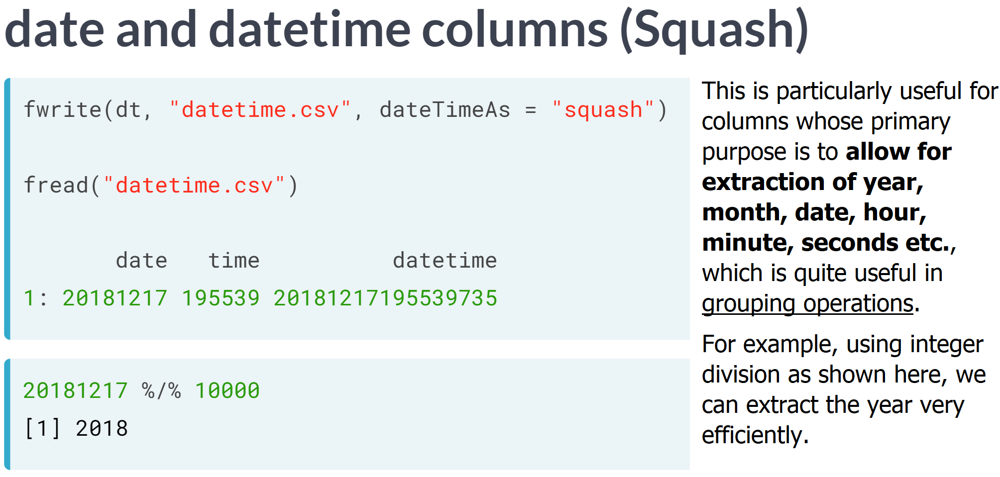 date and datetime columns (Squash)
fwrite(dt, "datetime.csv", dateTimeAs = "squash")
fread("datetime.csv")
date time datetime
1: 20181217 195539 20181217195539735
20181217 %/% 10000
[1] 2018
This is particularly useful for
columns whose primary
purpose is to allow for
extraction of year,
month, date, hour,
minute, seconds etc.,
which is quite useful in
grouping operations.
For example, using integer
division as shown here, we
can extract the year very
efficiently.